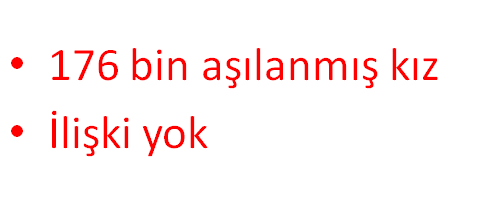 • 176 bin aşılanmış kız
• İlişki yok